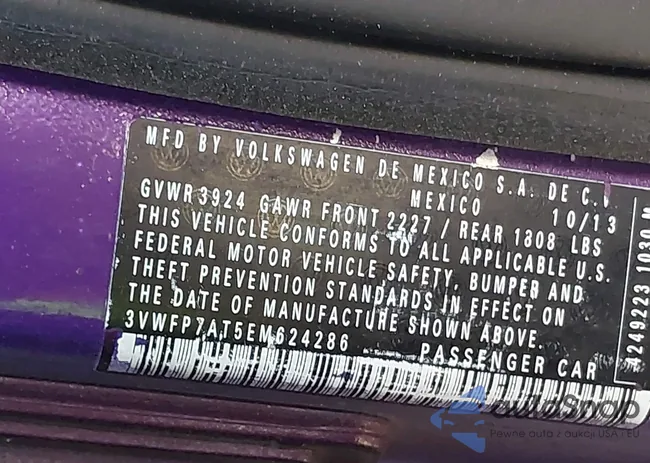 MFD BY VOLKSWAGEN DE MEXICO S.A. DE C.V.
MEXICO 10/13
GVWR 3924 GAWR FRONT 2227 / REAR 1808 LBS
THIS VEHICLE CONFORMS TO ALL APPLICABLE U.S.
FEDERAL MOTOR VEHICLE SAFETY, BUMPER AND
THEFT PREVENTION STANDARDS IN EFFECT ON
THE DATE OF MANUFACTURE SHOWN ABOVE.
3VWFP7AT5EM624286 PASSENGER CAR
249223 1030
autoShop
Pewne auta z aukcji USA i EU